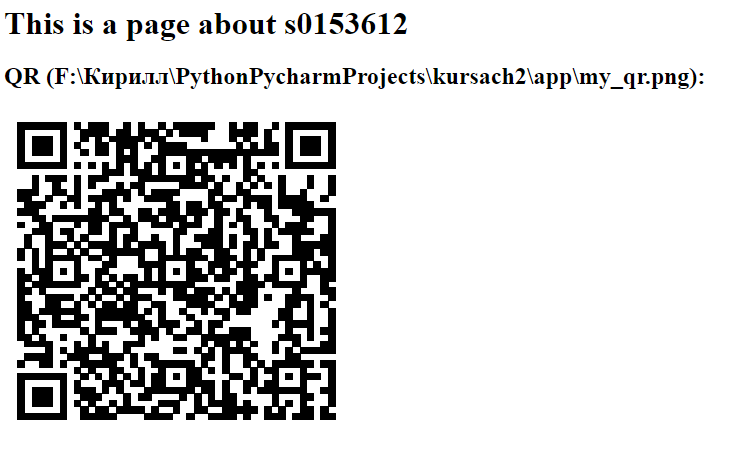 This is a page about s0153612
QR (F:\Кирилл\PythonPycharmProjects\kursach2\app\my_qr.png):